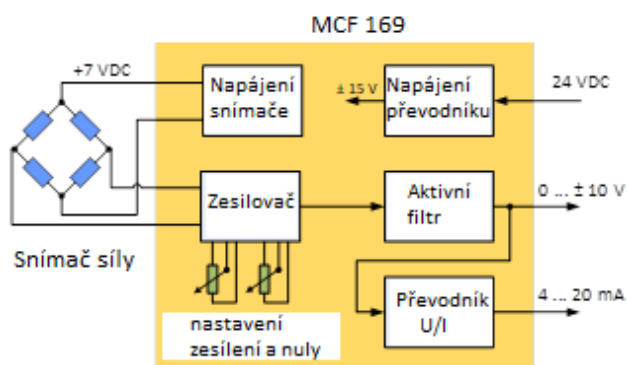 MCF 169
+7 VDC
Napájení
snímače
± 15 V
Napájení
převodníku
24 VDC
Zesilovač
Aktivní
filtr
0 ... ± 10 V
Snímač síly
nastavení
zesílení a nuly
Převodník
U/I
4 ... 20 mA